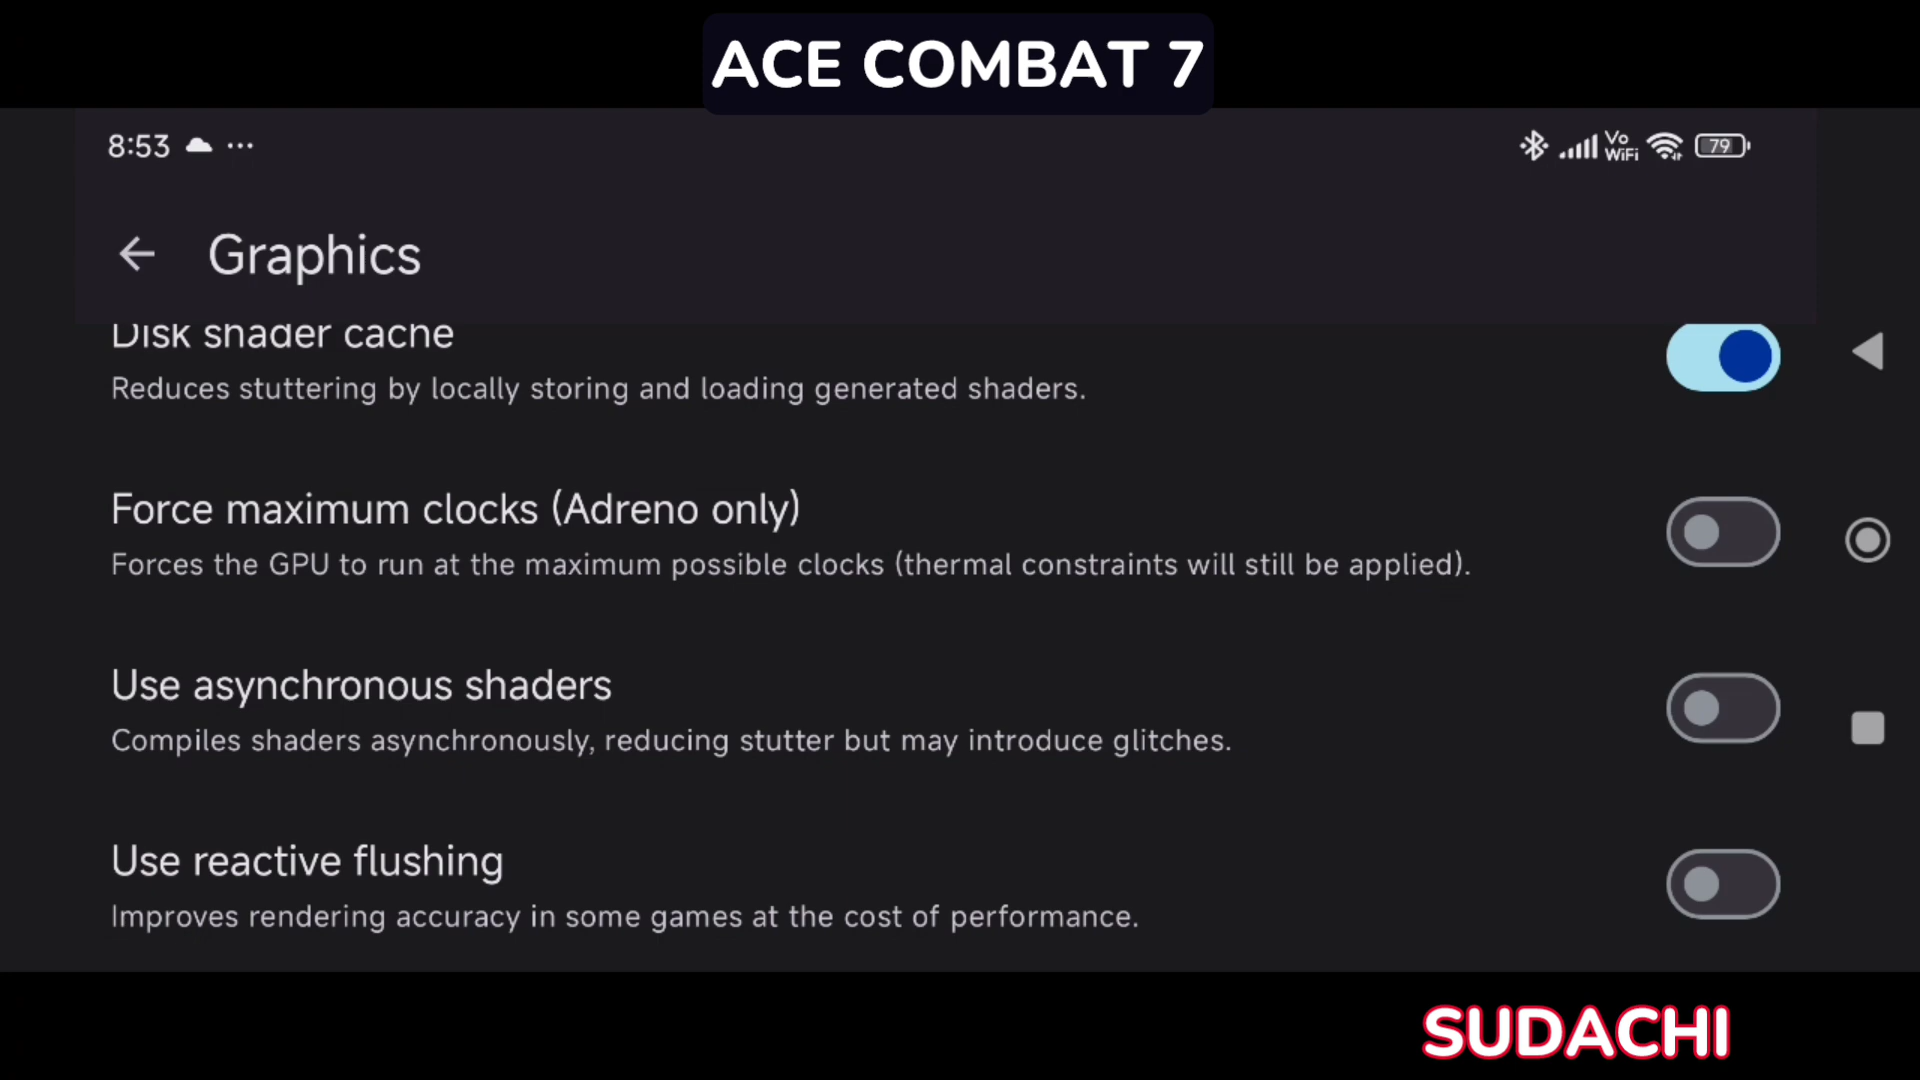 ACE COMBAT 7
8:53 ... Vo WiFi 79
Graphics
Disk shader cache
Reduces stuttering by locally storing and loading generated shaders.
Force maximum clocks (Adreno only)
Forces the GPU to run at the maximum possible clocks (thermal constraints will still be applied).
Use asynchronous shaders
Compiles shaders asynchronously, reducing stutter but may introduce glitches.
Use reactive flushing
Improves rendering accuracy in some games at the cost of performance.
SUDACHI